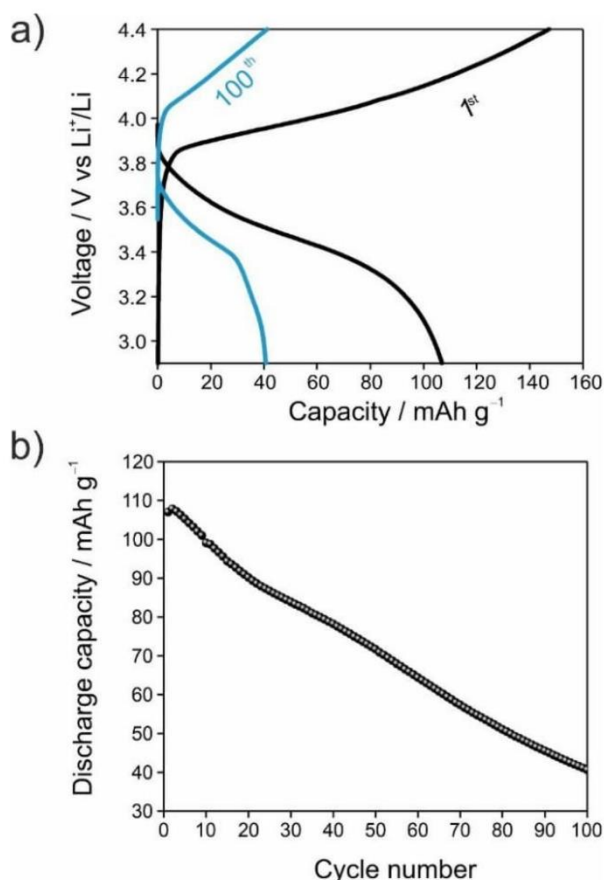 a)
4.4
4.2
4.0
3.8
3.6
3.4
3.2
3.0
Voltage / V vs Li⁺/Li
100th
1st
0 20 40 60 80 100 120 140 160
Capacity / mAh g⁻¹
b)
120
110
100
90
80
70
60
50
40
30
Discharge capacity / mAh g⁻¹
0 10 20 30 40 50 60 70 80 90 100
Cycle number